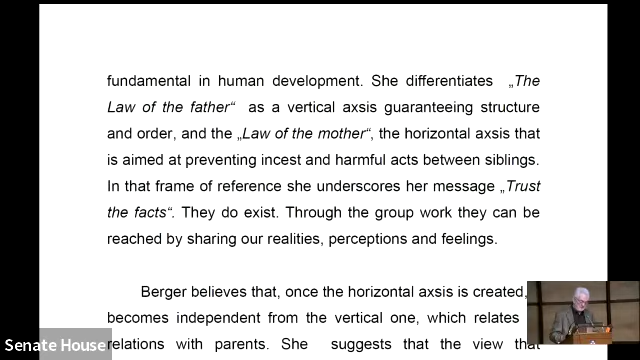 fundamental in human development. She differentiates „The
Law of the father“ as a vertical axsis guaranteeing structure
and order, and the „Law of the mother“, the horizontal axsis that
is aimed at preventing incest and harmful acts between siblings.
In that frame of reference she underscores her message „Trust
the facts“. They do exist. Through the group work they can be
reached by sharing our realities, perceptions and feelings.
Berger believes that, once the horizontal axsis is created,
becomes independent from the vertical one, which relates
relations with parents. She suggests that the view that
Senate House